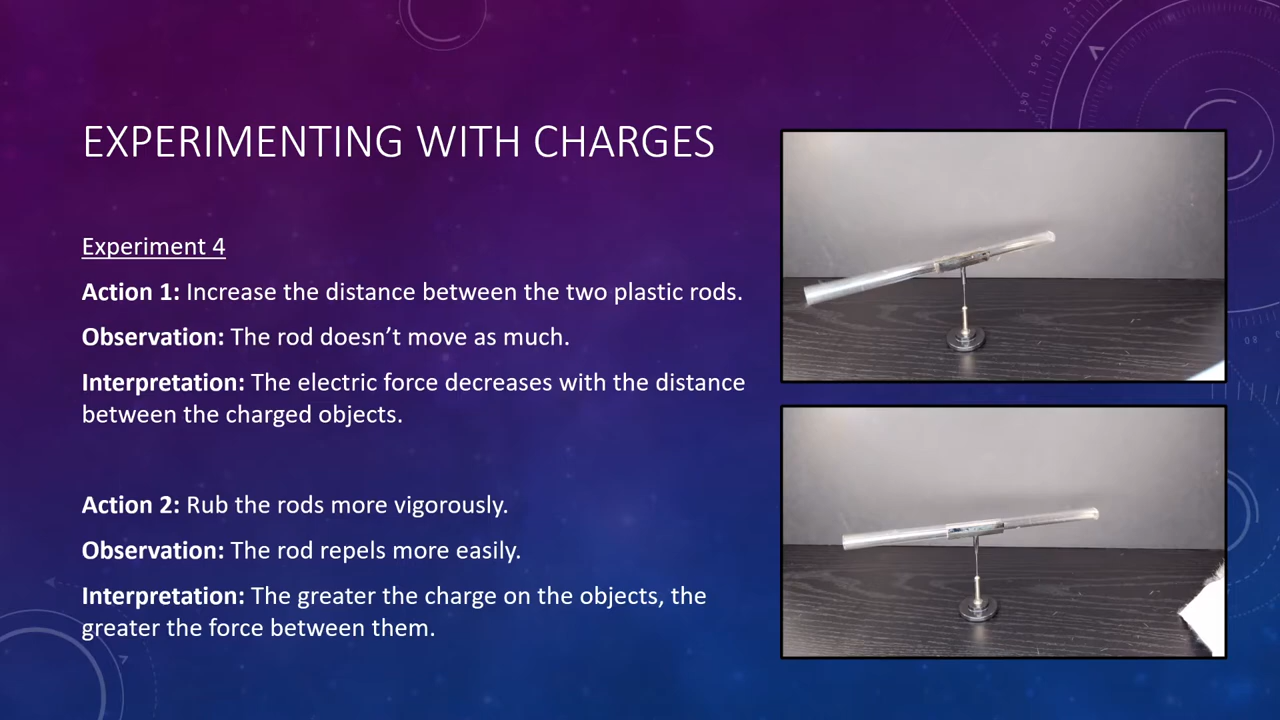 EXPERIMENTING WITH CHARGES
Experiment 4
Action 1: Increase the distance between the two plastic rods.
Observation: The rod doesn’t move as much.
Interpretation: The electric force decreases with the distance
between the charged objects.
Action 2: Rub the rods more vigorously.
Observation: The rod repels more easily.
Interpretation: The greater the charge on the objects, the
greater the force between them.
190 200